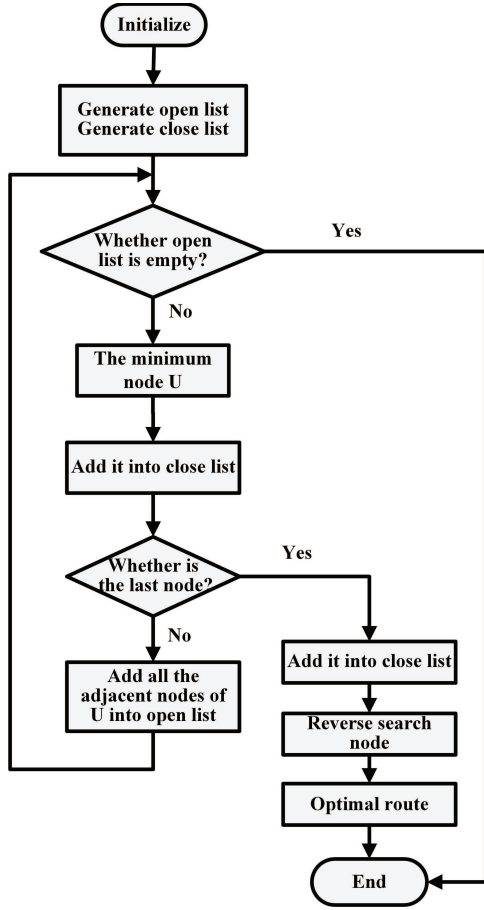 Initialize
Generate open list
Generate close list
Whether open
list is empty?
Yes
No
The minimum
node U
Add it into close list
Whether is
the last node?
Yes
No
Add all the
adjacent nodes of
U into open list
Add it into close list
Reverse search
node
Optimal route
End